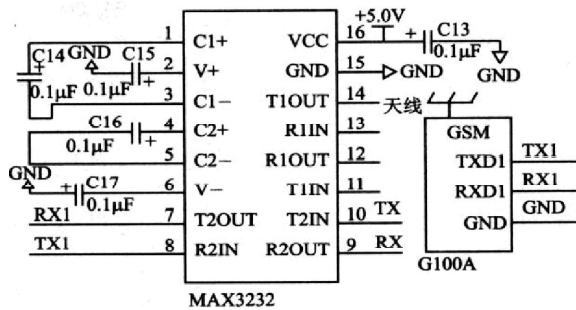 C14
0.1μF
GND
C15
0.1μF
C16
0.1μF
GND
C17
0.1μF
RX1
TX1
1
2
3
4
5
6
7
8
C1+
V+
C1−
C2+
C2−
V−
T2OUT
R2IN
VCC
GND
T1OUT
R1IN
R1OUT
T1IN
T2IN
R2OUT
16
15
14
13
12
11
10
9
MAX3232
+5.0V
C13
0.1μF
GND
GND
TX
RX
天线
GSM
TXD1
RXD1
GND
TX1
RX1
GND
G100A